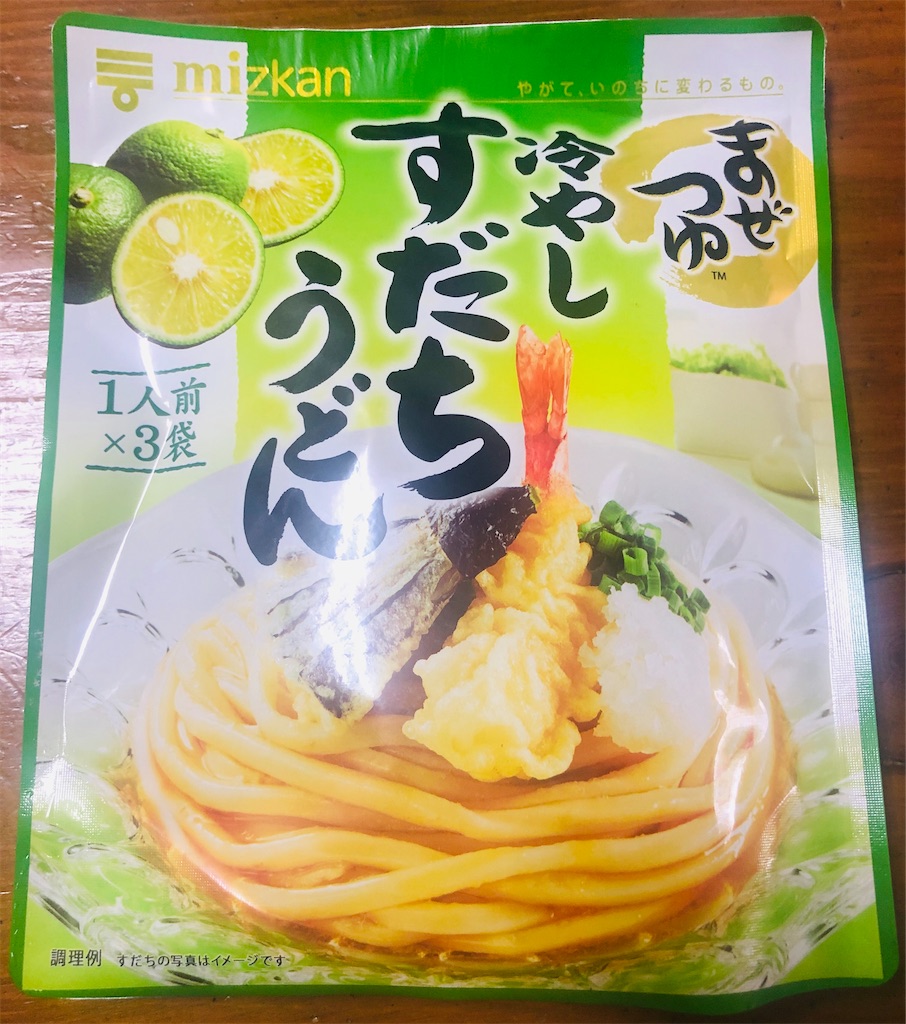 mizkan
やがて、いのちに変わるもの。
まぜ
つゆ
TM
冷やし
すだち
うどん
1人前
×3袋
調理例 すだちの写真はイメージです